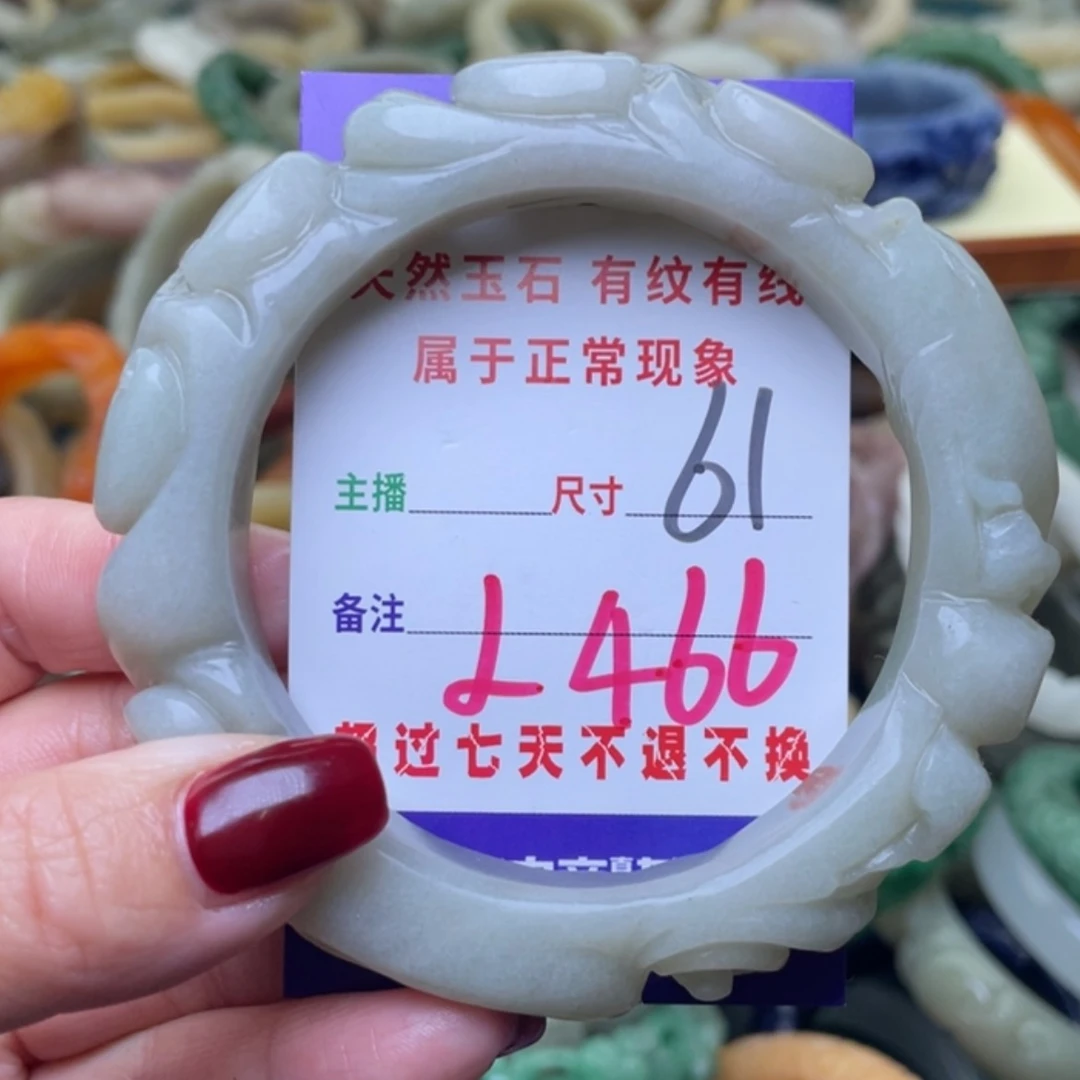 天然玉石 有纹有线
属于正常现象
主播 尺寸 61
备注 L466
超过七天不退不换